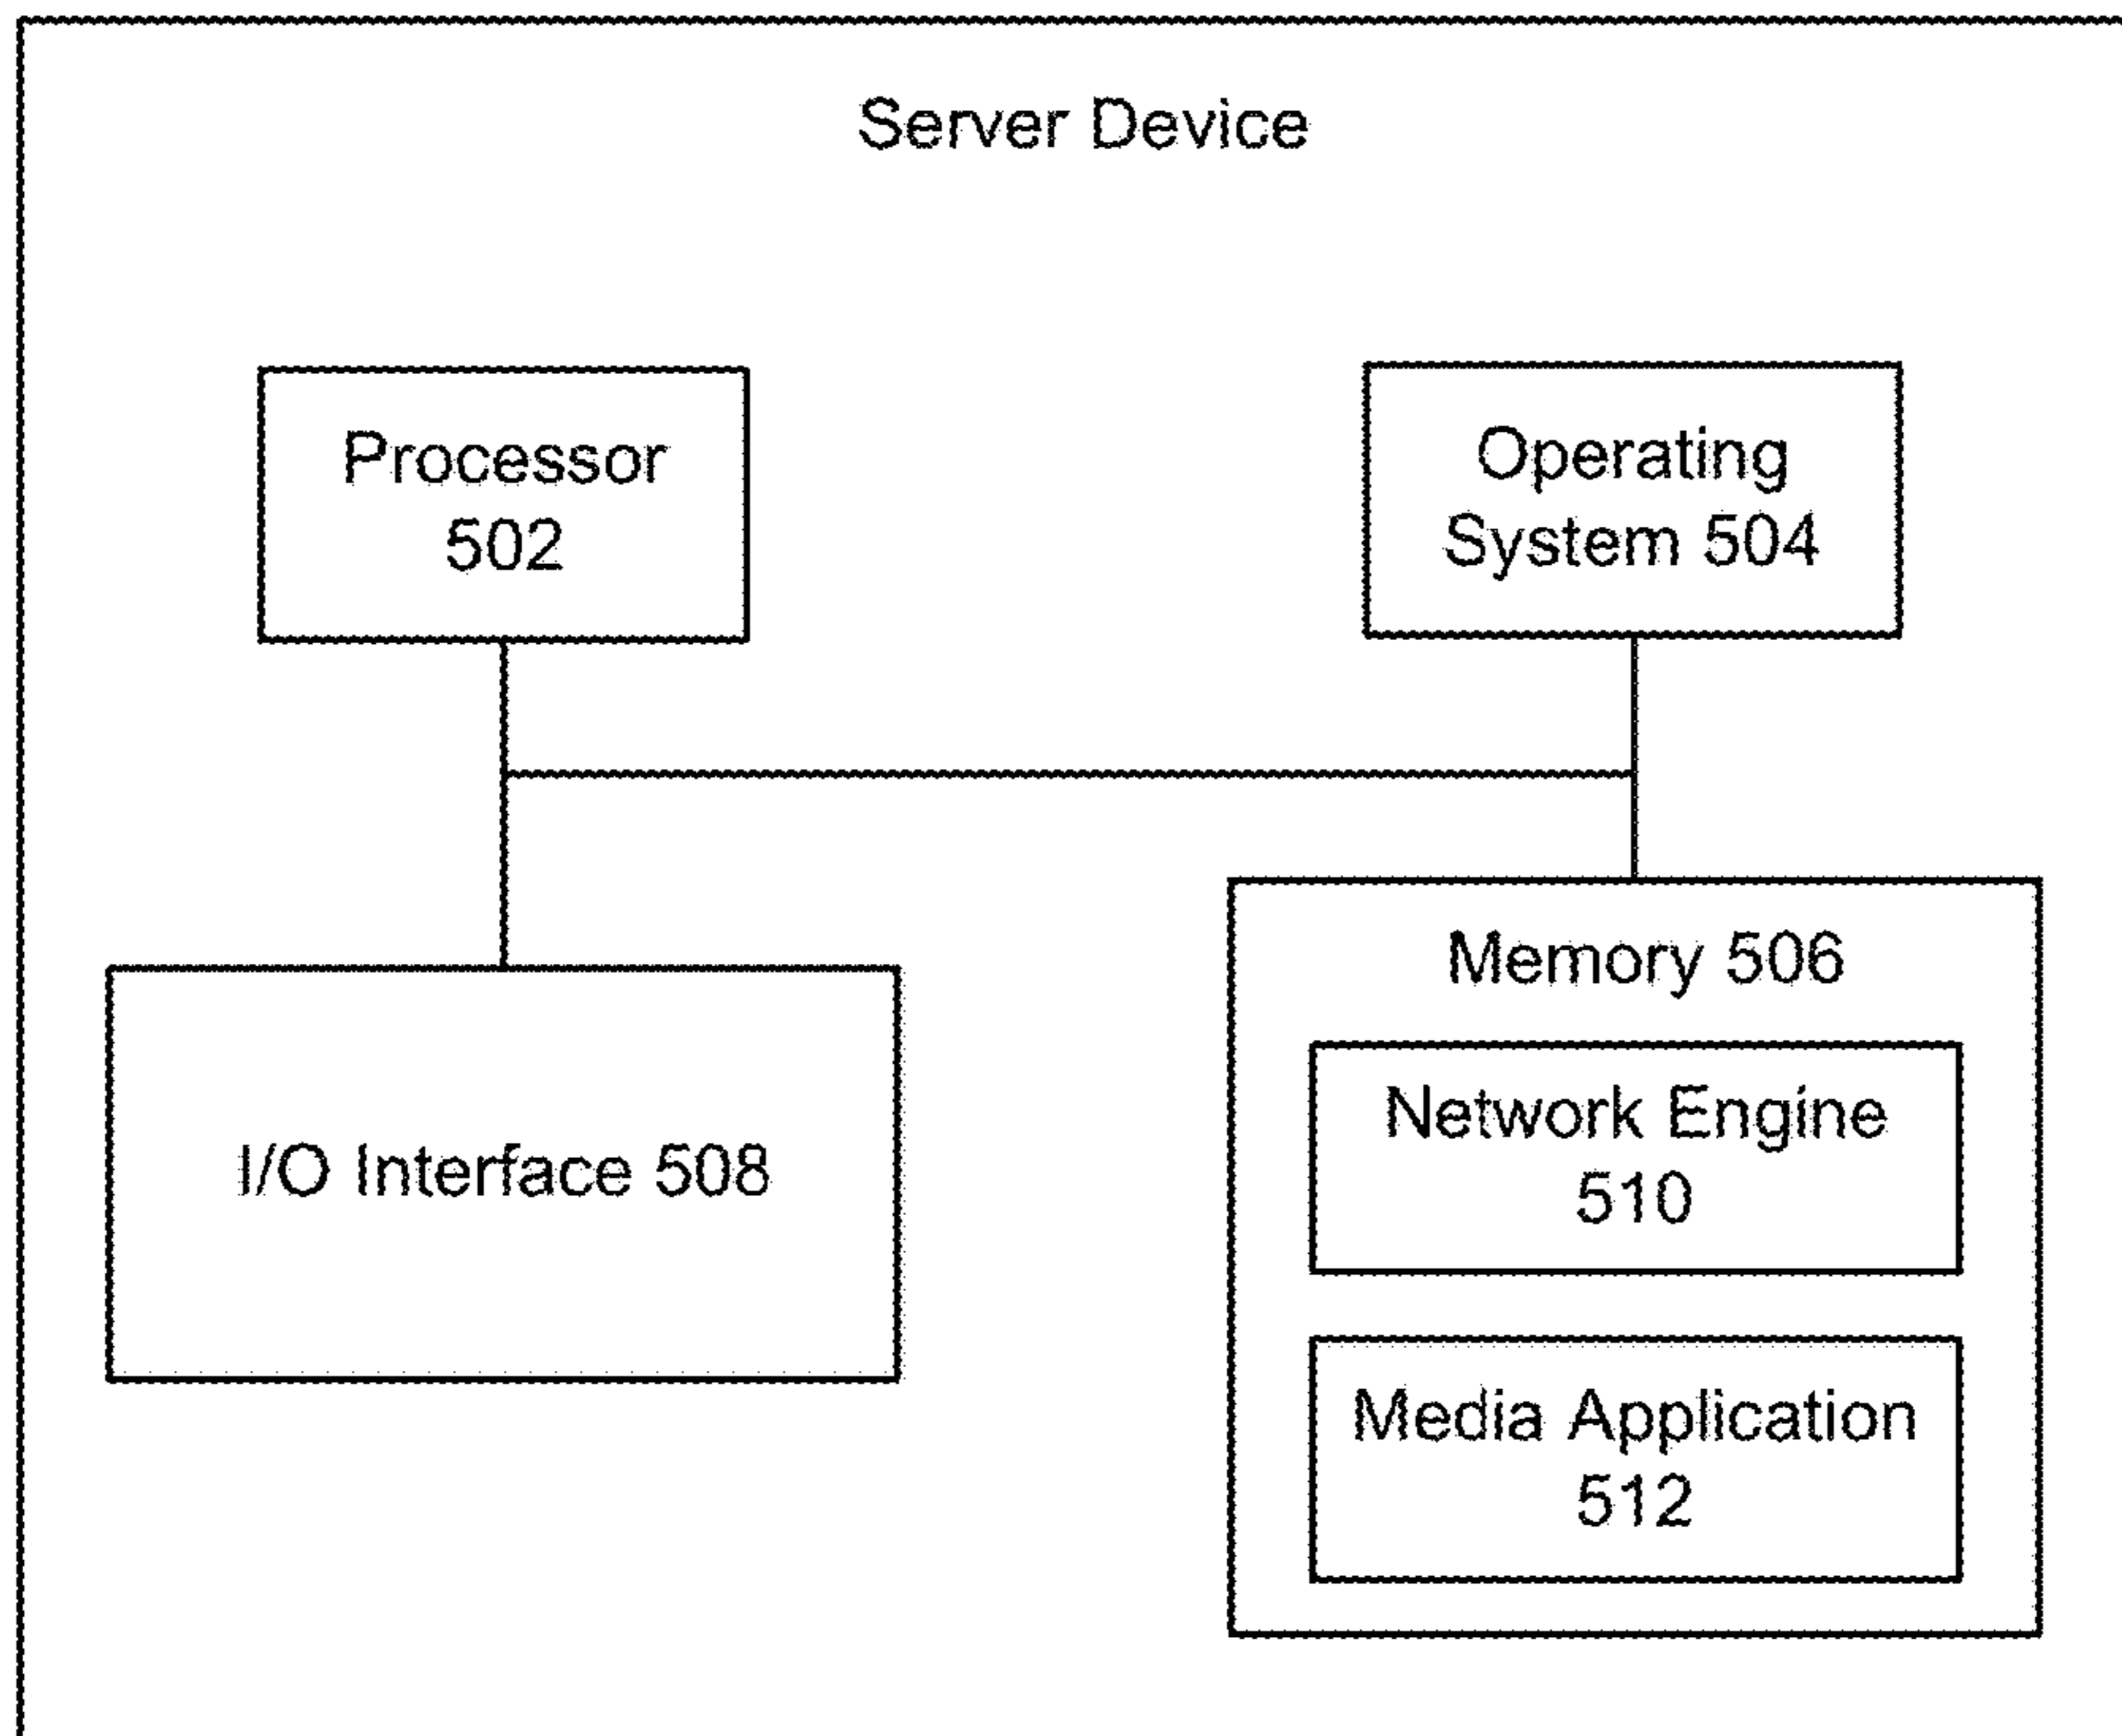 Server Device
Processor
502
Operating
System 504
Memory 506
I/O Interface 508
Network Engine
510
Media Application
512